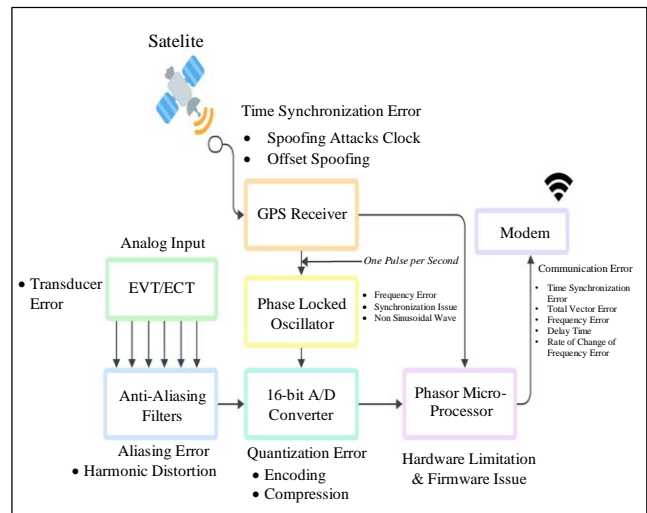 Satelite
Time Synchronization Error
• Spoofing Attacks Clock
• Offset Spoofing
GPS Receiver
Modem
Analog Input
One Pulse per Second
• Transducer
Error
EVT/ECT
Phase Locked
Oscillator
• Frequency Error
• Synchronization Issue
• Non Sinusoidal Wave
Communication Error
• Time Synchronization
Error
• Total Vector Error
• Frequency Error
• Delay Time
• Rate of Change of
Frequency Error
Anti-Aliasing
Filters
16-bit A/D
Converter
Phasor Micro-
Processor
Aliasing Error
• Harmonic Distortion
Quantization Error
• Encoding
• Compression
Hardware Limitation
& Firmware Issue